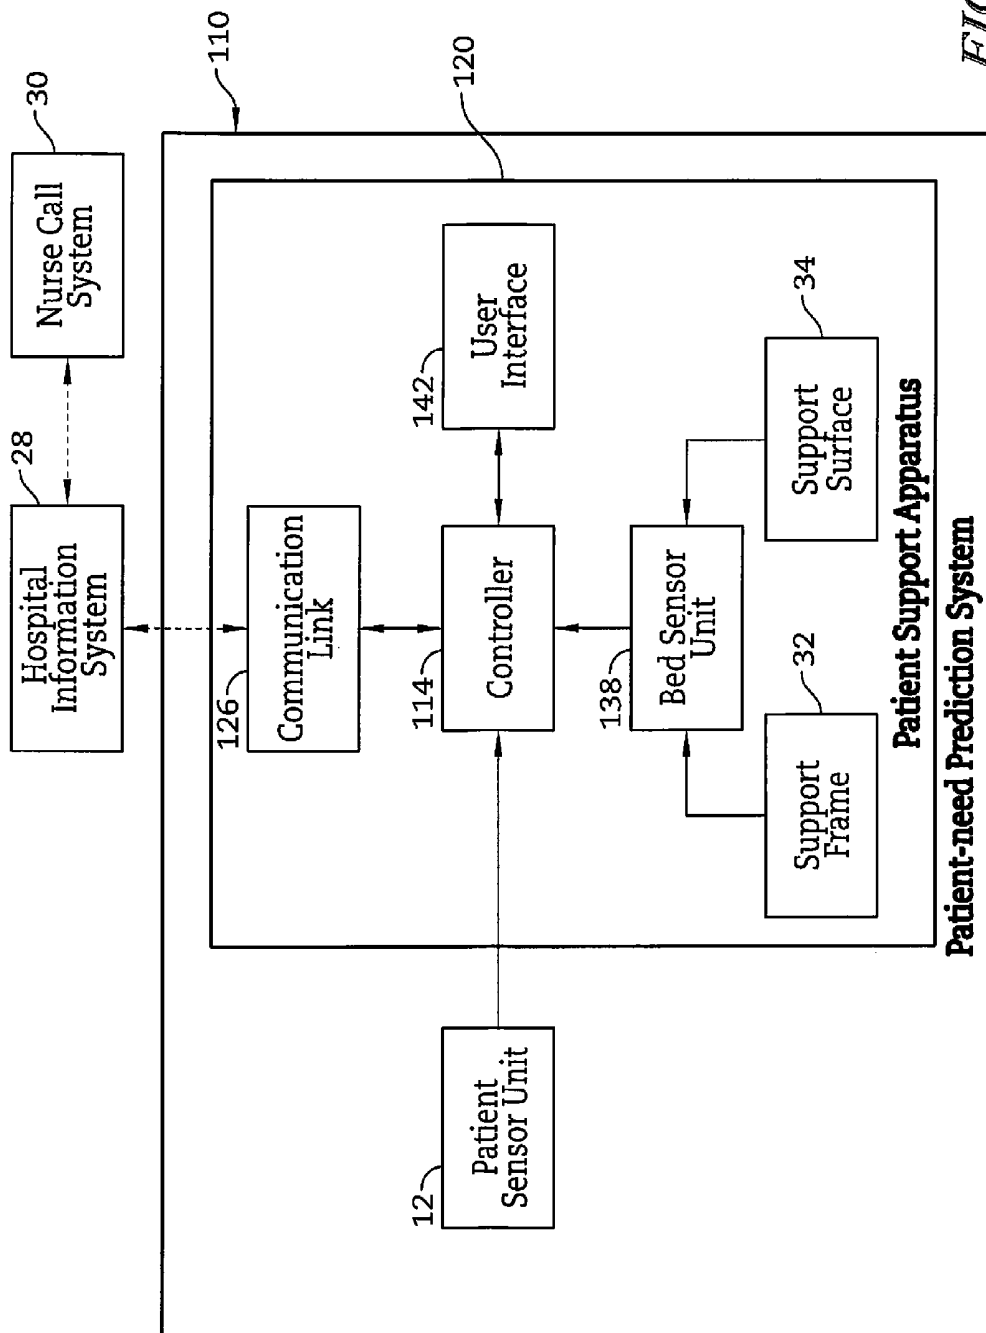 30
Nurse Call
System
28
Hospital
Information
System
110
120
126
Communication
Link
142
User
Interface
114
Controller
138
Bed Sensor
Unit
34
Support
Surface
32
Support
Frame
12
Patient
Sensor Unit
Patient Support Apparatus
Patient-need Prediction System